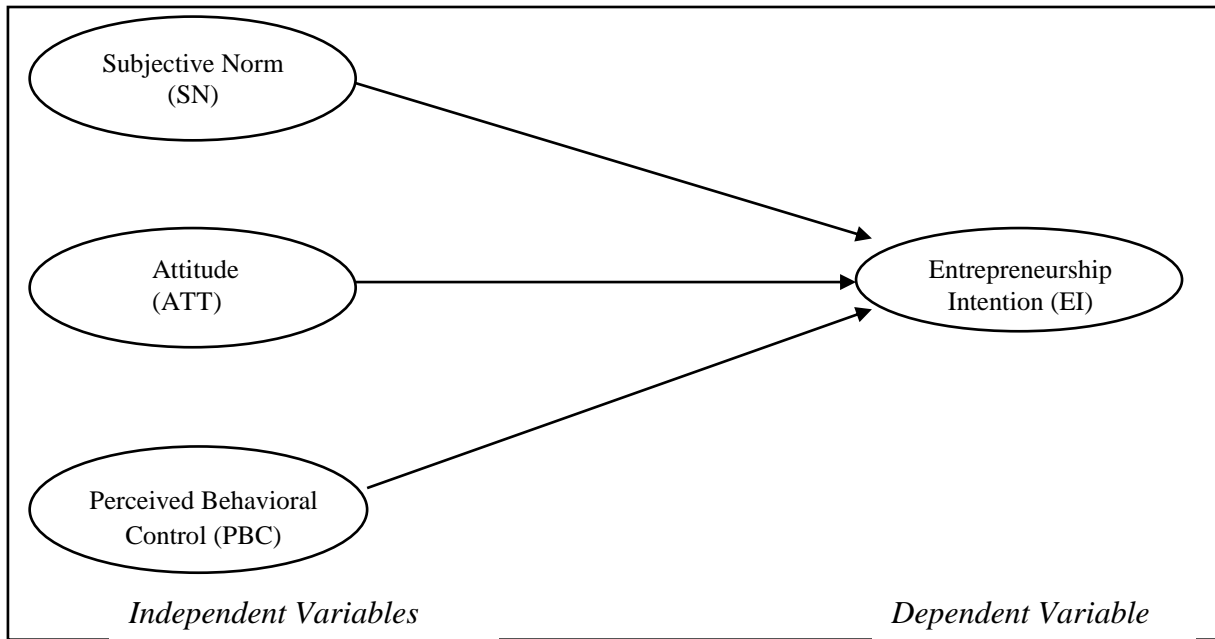 Subjective Norm
(SN)
Attitude
(ATT)
Entrepreneurship
Intention (EI)
Perceived Behavioral
Control (PBC)
Independent Variables
Dependent Variable